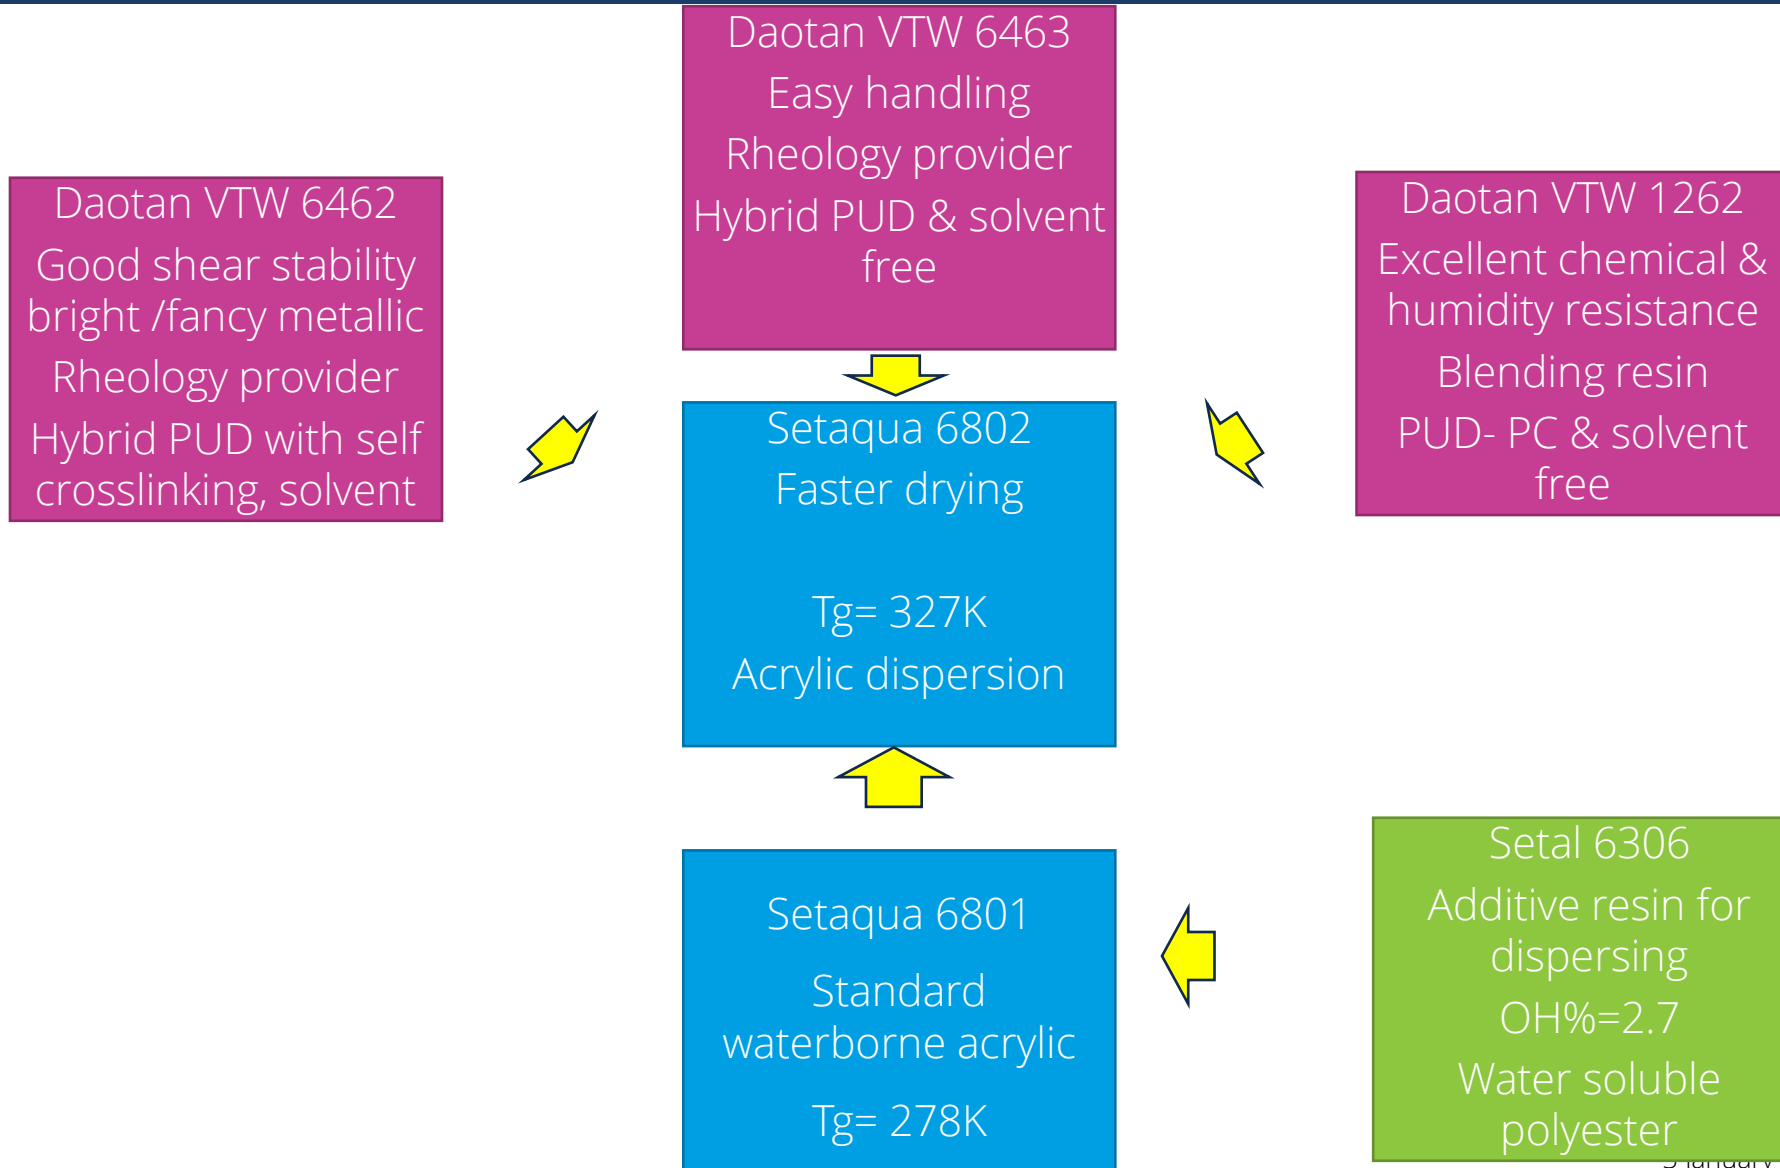 Daotan VTW 6463
Easy handling
Rheology provider
Hybrid PUD & solvent
free
Daotan VTW 6462
Good shear stability
bright /fancy metallic
Rheology provider
Hybrid PUD with self
crosslinking, solvent
Daotan VTW 1262
Excellent chemical &
humidity resistance
Blending resin
PUD- PC & solvent
free
Setaqua 6802
Faster drying
Tg= 327K
Acrylic dispersion
Setaqua 6801
Standard
waterborne acrylic
Tg= 278K
Setal 6306
Additive resin for
dispersing
OH%=2.7
Water soluble
polyester
January